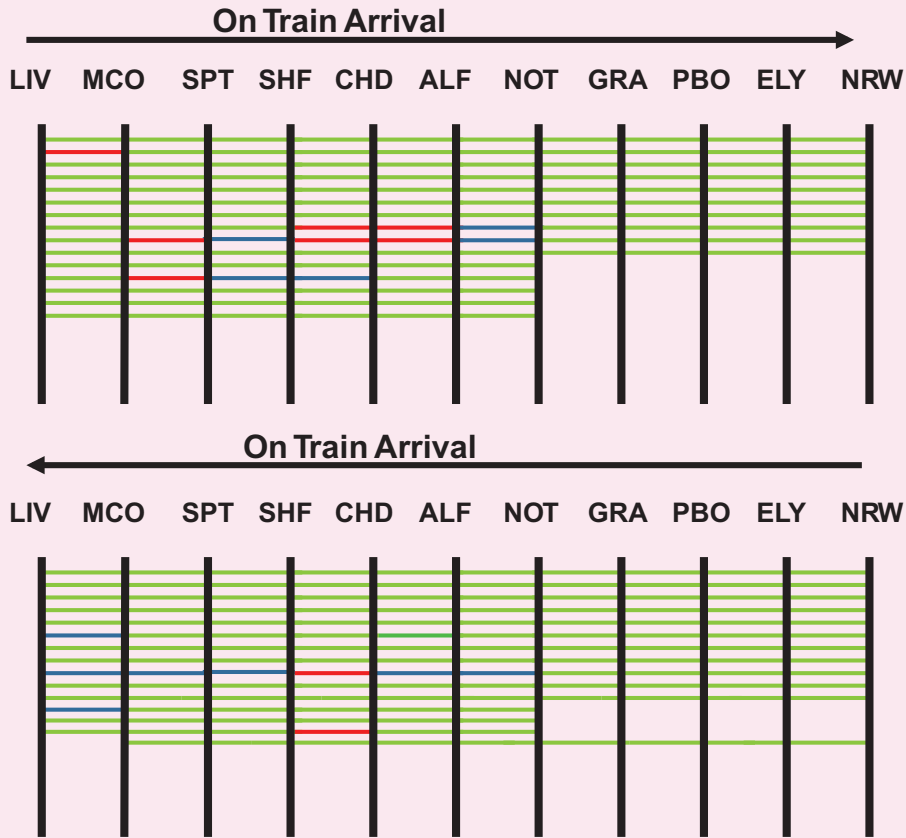 On Train Arrival
LIV MCO SPT SHF CHD ALF NOT GRA PBO ELY NRW
On Train Arrival
LIV MCO SPT SHF CHD ALF NOT GRA PBO ELY NRW